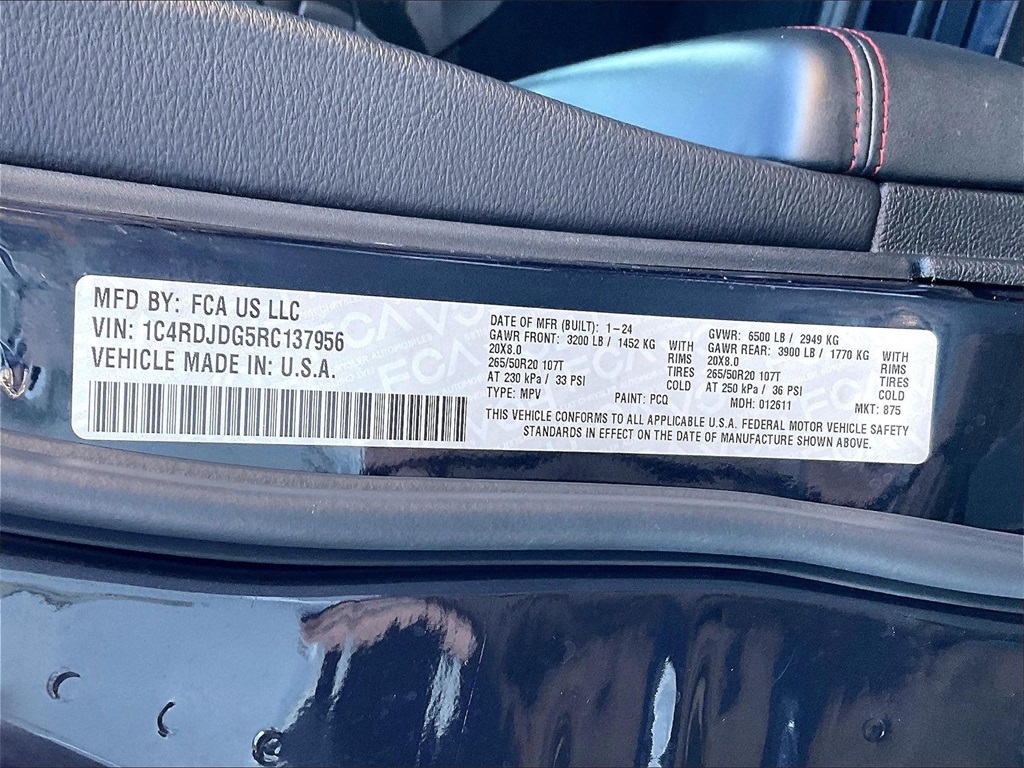 MFD BY: FCA US LLC
VIN: 1C4RDJDG5RC137956
VEHICLE MADE IN: U.S.A.
DATE OF MFR (BUILT): 1-24
GAWR FRONT: 3200 LB / 1452 KG WITH
20X8.0 RIMS
265/50R20 107T TIRES
AT 230 kPa / 33 PSI COLD
TYPE: MPV PAINT: PCQ
GVWR: 6500 LB / 2949 KG
GAWR REAR: 3900 LB / 1770 KG WITH
20X8.0 RIMS
265/50R20 107T TIRES
AT 250 kPa / 36 PSI COLD
MDH: 012611 MKT: 875
THIS VEHICLE CONFORMS TO ALL APPLICABLE U.S.A. FEDERAL MOTOR VEHICLE SAFETY
STANDARDS IN EFFECT ON THE DATE OF MANUFACTURE SHOWN ABOVE.